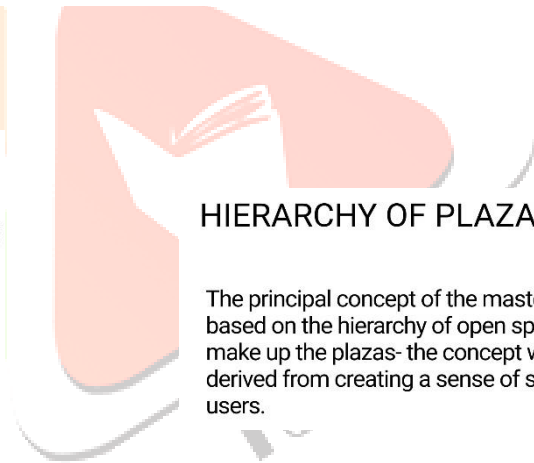 HIERARCHY OF PLAZA
The principal concept of the mast
based on the hierarchy of open sp
make up the plazas- the concept
derived from creating a sense of s
users.